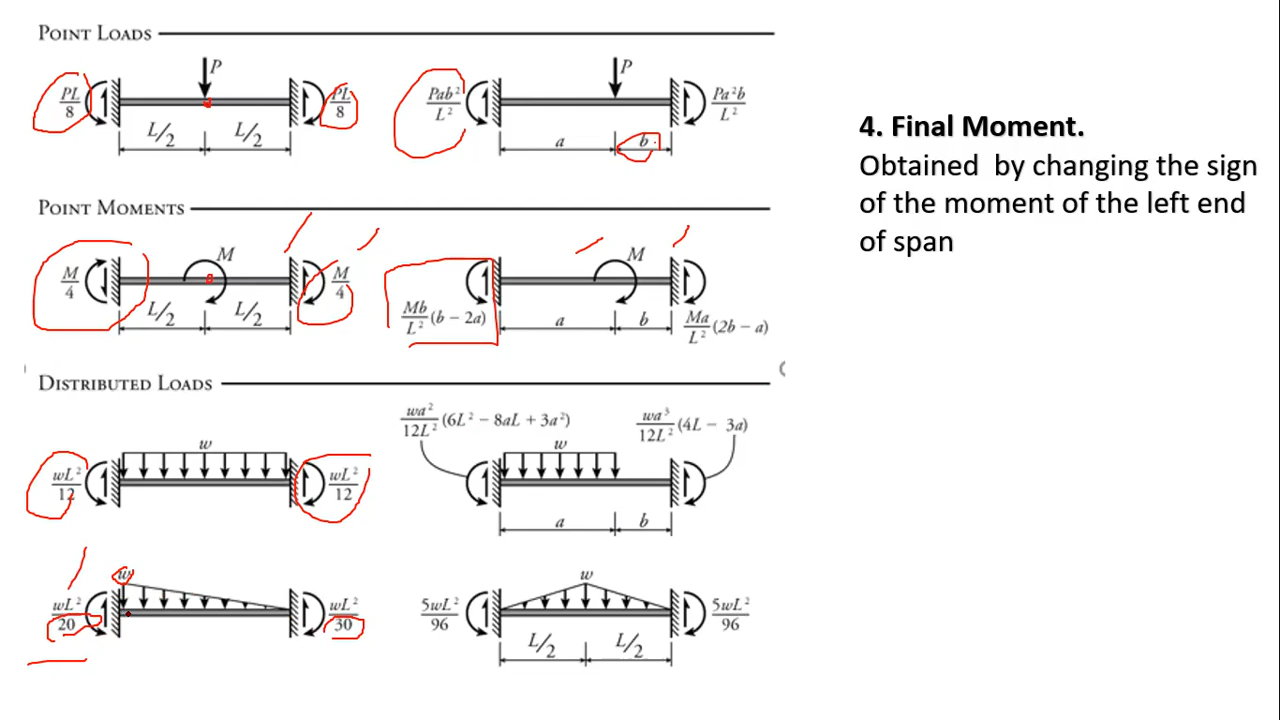 POINT LOADS
PL/8
P
PL/8
L/2
L/2
Pab²/L²
P
Pa²b/L²
a
b
POINT MOMENTS
M/4
M
M/4
L/2
L/2
Mb/L² (b − 2a)
M
Ma/L² (2b − a)
a
b
DISTRIBUTED LOADS
wL²/12
w
wL²/12
wa²/12L² (6L² − 8aL + 3a²)
wa³/12L² (4L − 3a)
w
a
b
wL²/20
w
wL²/30
5wL²/96
w
5wL²/96
L/2
L/2
4. Final Moment.
Obtained by changing the sign
of the moment of the left end
of span